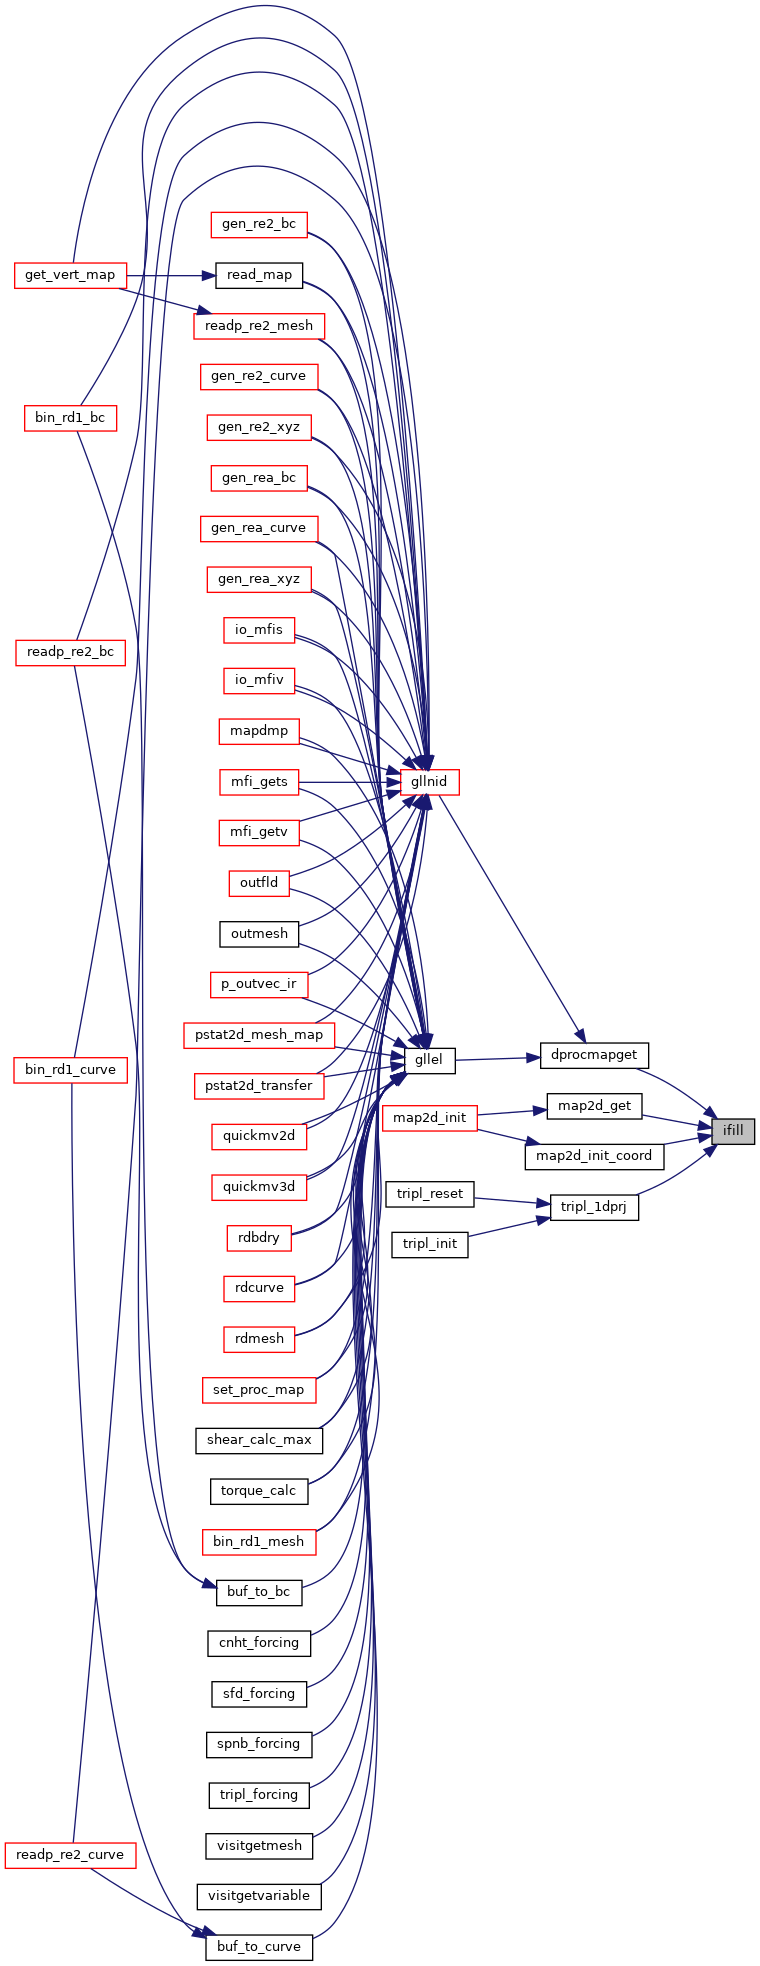 gen_re2_bc
get_vert_map
read_map
readp_re2_mesh
gen_re2_curve
bin_rd1_bc
gen_re2_xyz
gen_rea_bc
gen_rea_curve
gen_rea_xyz
io_mfis
readp_re2_bc
io_mfiv
mapdmp
mfi_gets
gllnid
mfi_getv
outfld
outmesh
p_outvec_ir
pstat2d_mesh_map
gllel
dprocmapget
bin_rd1_curve
pstat2d_transfer
map2d_get
map2d_init
ifill
quickmv2d
map2d_init_coord
quickmv3d
tripl_reset
tripl_1dprj
rdbdry
tripl_init
rdcurve
rdmesh
set_proc_map
shear_calc_max
torque_calc
bin_rd1_mesh
buf_to_bc
cnht_forcing
sfd_forcing
spnb_forcing
tripl_forcing
visitgetmesh
readp_re2_curve
visitgetvariable
buf_to_curve